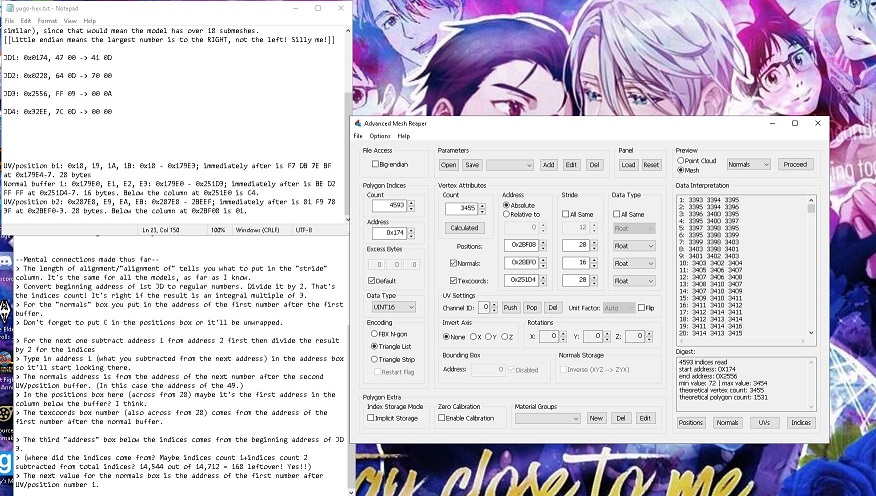 yugo-hex.txt - Notepad
File Edit Format View Help
similar), since that would mean the model has over 18 submeshes.
[[Little endian means the largest number is to the RIGHT, not the left! Silly me!]]
JD1: 0x0174, 47 00 -> 41 0D
JD2: 0x0228, 64 0D -> 70 00
JD3: 0x2556, FF 09 -> 00 0A
JD4: 0x32EE, 7C 0D -> 00 00
UV/position b1: 0x18, 19, 1A, 1B: 0x18 - 0x179E3; immediately after is F7 DB 7E BF
at 0x179E4-7. 28 bytes
Normal buffer 1: 0x179E0, E1, E2, E3: 0x179E0 - 0x251D3; immediately after is BE D2
FF FF at 0x251D4-7. 16 bytes. Below the column at 0x251E0 is C4.
UV/position b2: 0x287E8, E9, EA, EB: 0x287E8 - 2BEEF; immediately after is 81 F9 78
3F at 0x2BEF0-3. 28 bytes. Below the column at 0x2BF08 is 01.
Ln 23, Col 150 100% Windows (CRLF) UTF-8
--Mental connections made thus far--
> The length of alignment/"alignment of" tells you what to put in the "stride"
column. It's the same for all the models, as far as I know.
> Convert beginning address of 1st JD to regular numbers. Divide it by 2. That's
the indices count! It's right if the result is an integral multiple of 3.
> For the "normals" box you put in the address of the first number after the first
buffer.
> Don't forget to put C in the positions box or it'll be unwrapped.
> For the next one subtract address 1 from address 2 first then divide the result
by 2 for the indices
> Type in address 1 (what you subtracted from the next address) in the address box
so it'll start looking there.
> The normals address is from the address of the next number after the second
UV/position buffer. (In this case the address of the 49.)
> In the positions box here (across from 28) maybe it's the first address in the
column below the buffer? I think.
> The texcoords box number (also across from 28) comes from the address of the
first number after the normal buffer.
> The third "address" box below the indices comes from the beginning address of JD
3.
> (where did the indices come from? Maybe indices count 1+indices count 2
subtracted from total indices? 14,544 out of 14,712 = 168 leftover! Yes!!)
> The next value for the normals box is the address of the first number after
UV/position number 1.
Advanced Mesh Reaper
File Options Help
File Access
Big-endian
Parameters
Open Save Add Edit Del
Panel
Load Reset
Preview
Point Cloud
Mesh
Normals
Proceed
Polygon Indices
Count
4593
Address
0x174
Excess Bytes
0 0 0
Default
Data Type
UINT16
Encoding
FBX N-gon
Triangle List
Triangle Strip
Restart Flag
Vertex Attributes
Count
3455
Calculated
Address
Absolute
Relative to
0
Stride
All Same
12
Data Type
All Same
Float
Positions: 0x2BF08 28 Float
Normals: 0x2BEF0 16 Float
Texcoords: 0x251D4 28 Float
UV Settings
Channel ID: 0 Push Pop Del Unit Factor: Auto Flip
Invert Axis
None X Y Z
Rotations
X: 0 Y: 0 Z: 0
Bounding Box
Address: 0 Disabled
Normals Storage
Inverse (XYZ --> ZYX)
Polygon Extra
Index Storage Mode
Implicit Storage
Zero Calibration
Enable Calibration
Material Groups
New Del Edit
Data Interpretation
1: 3393 3394 3395
2: 3395 3394 3396
3: 3396 3400 3395
4: 3397 3395 3398
5: 3395 3398 3399
7: 3399 3398 3403
9: 3401 3402 3403
10: 3403 3402 3404
11: 3405 3406 3407
12: 3407 3406 3408
13: 3408 3410 3407
14: 3409 3407 3410
15: 3409 3410 3411
16: 3411 3410 3412
17: 3412 3413 3411
18: 3411 3413 3414
19: 3411 3414 3416
20: 3414 3413 3415
Digest:
4593 indices read
start address: 0X174
end address: 0X2556
min value: 72 | max value: 3454
theoretical vertex count: 3455
theoretical polygon count: 1531
Positions Normals UVs Indices